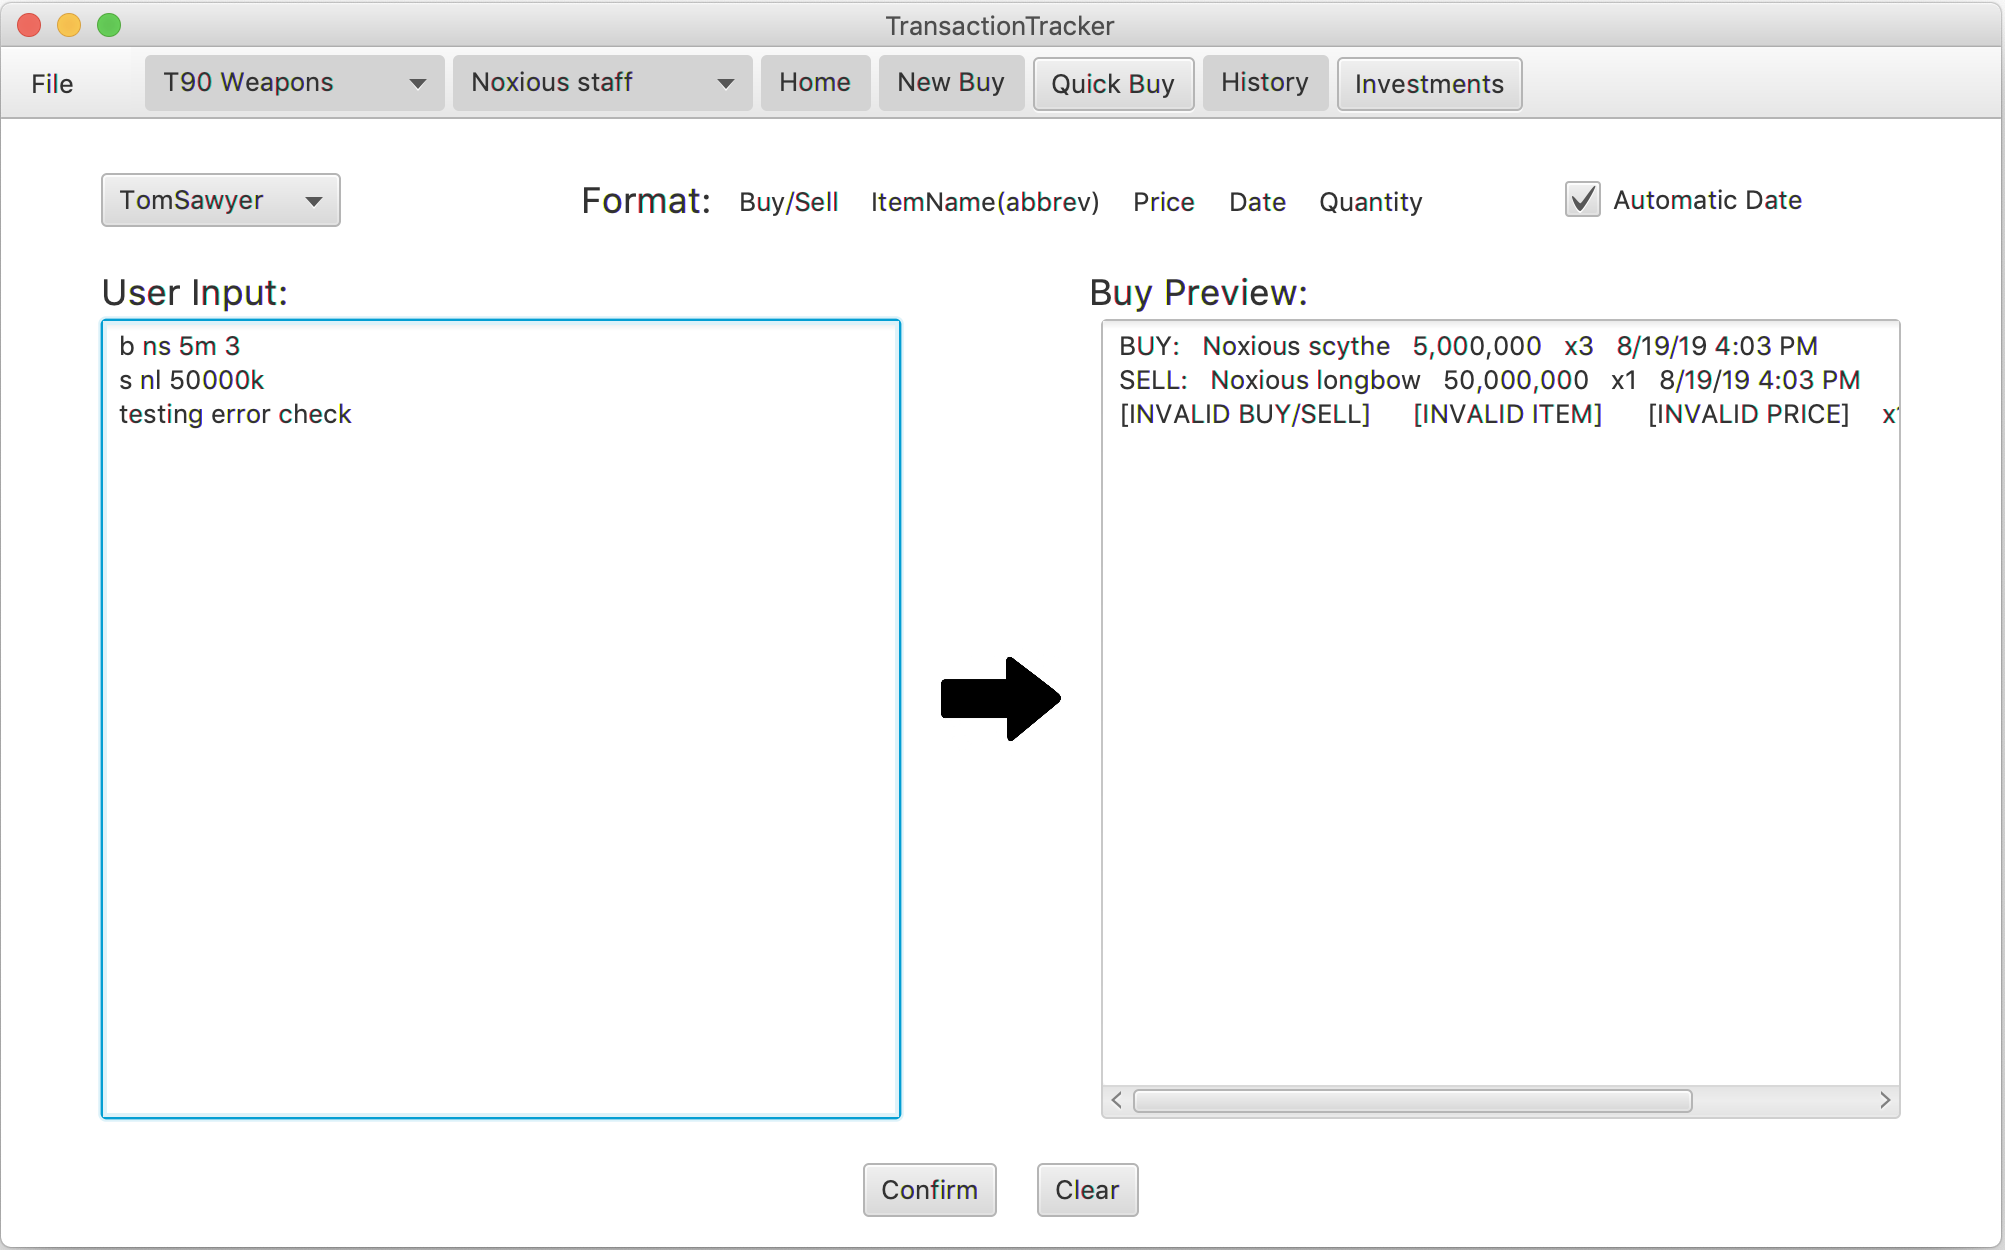 TransactionTracker
File T90 Weapons Noxious staff Home New Buy Quick Buy History Investments
TomSawyer Format: Buy/Sell ItemName(abbrev) Price Date Quantity Automatic Date
User Input:
b ns 5m 3
s nl 50000k
testing error check
Buy Preview:
BUY: Noxious scythe 5,000,000 x3 8/19/19 4:03 PM
SELL: Noxious longbow 50,000,000 x1 8/19/19 4:03 PM
[INVALID BUY/SELL] [INVALID ITEM] [INVALID PRICE]
Confirm Clear